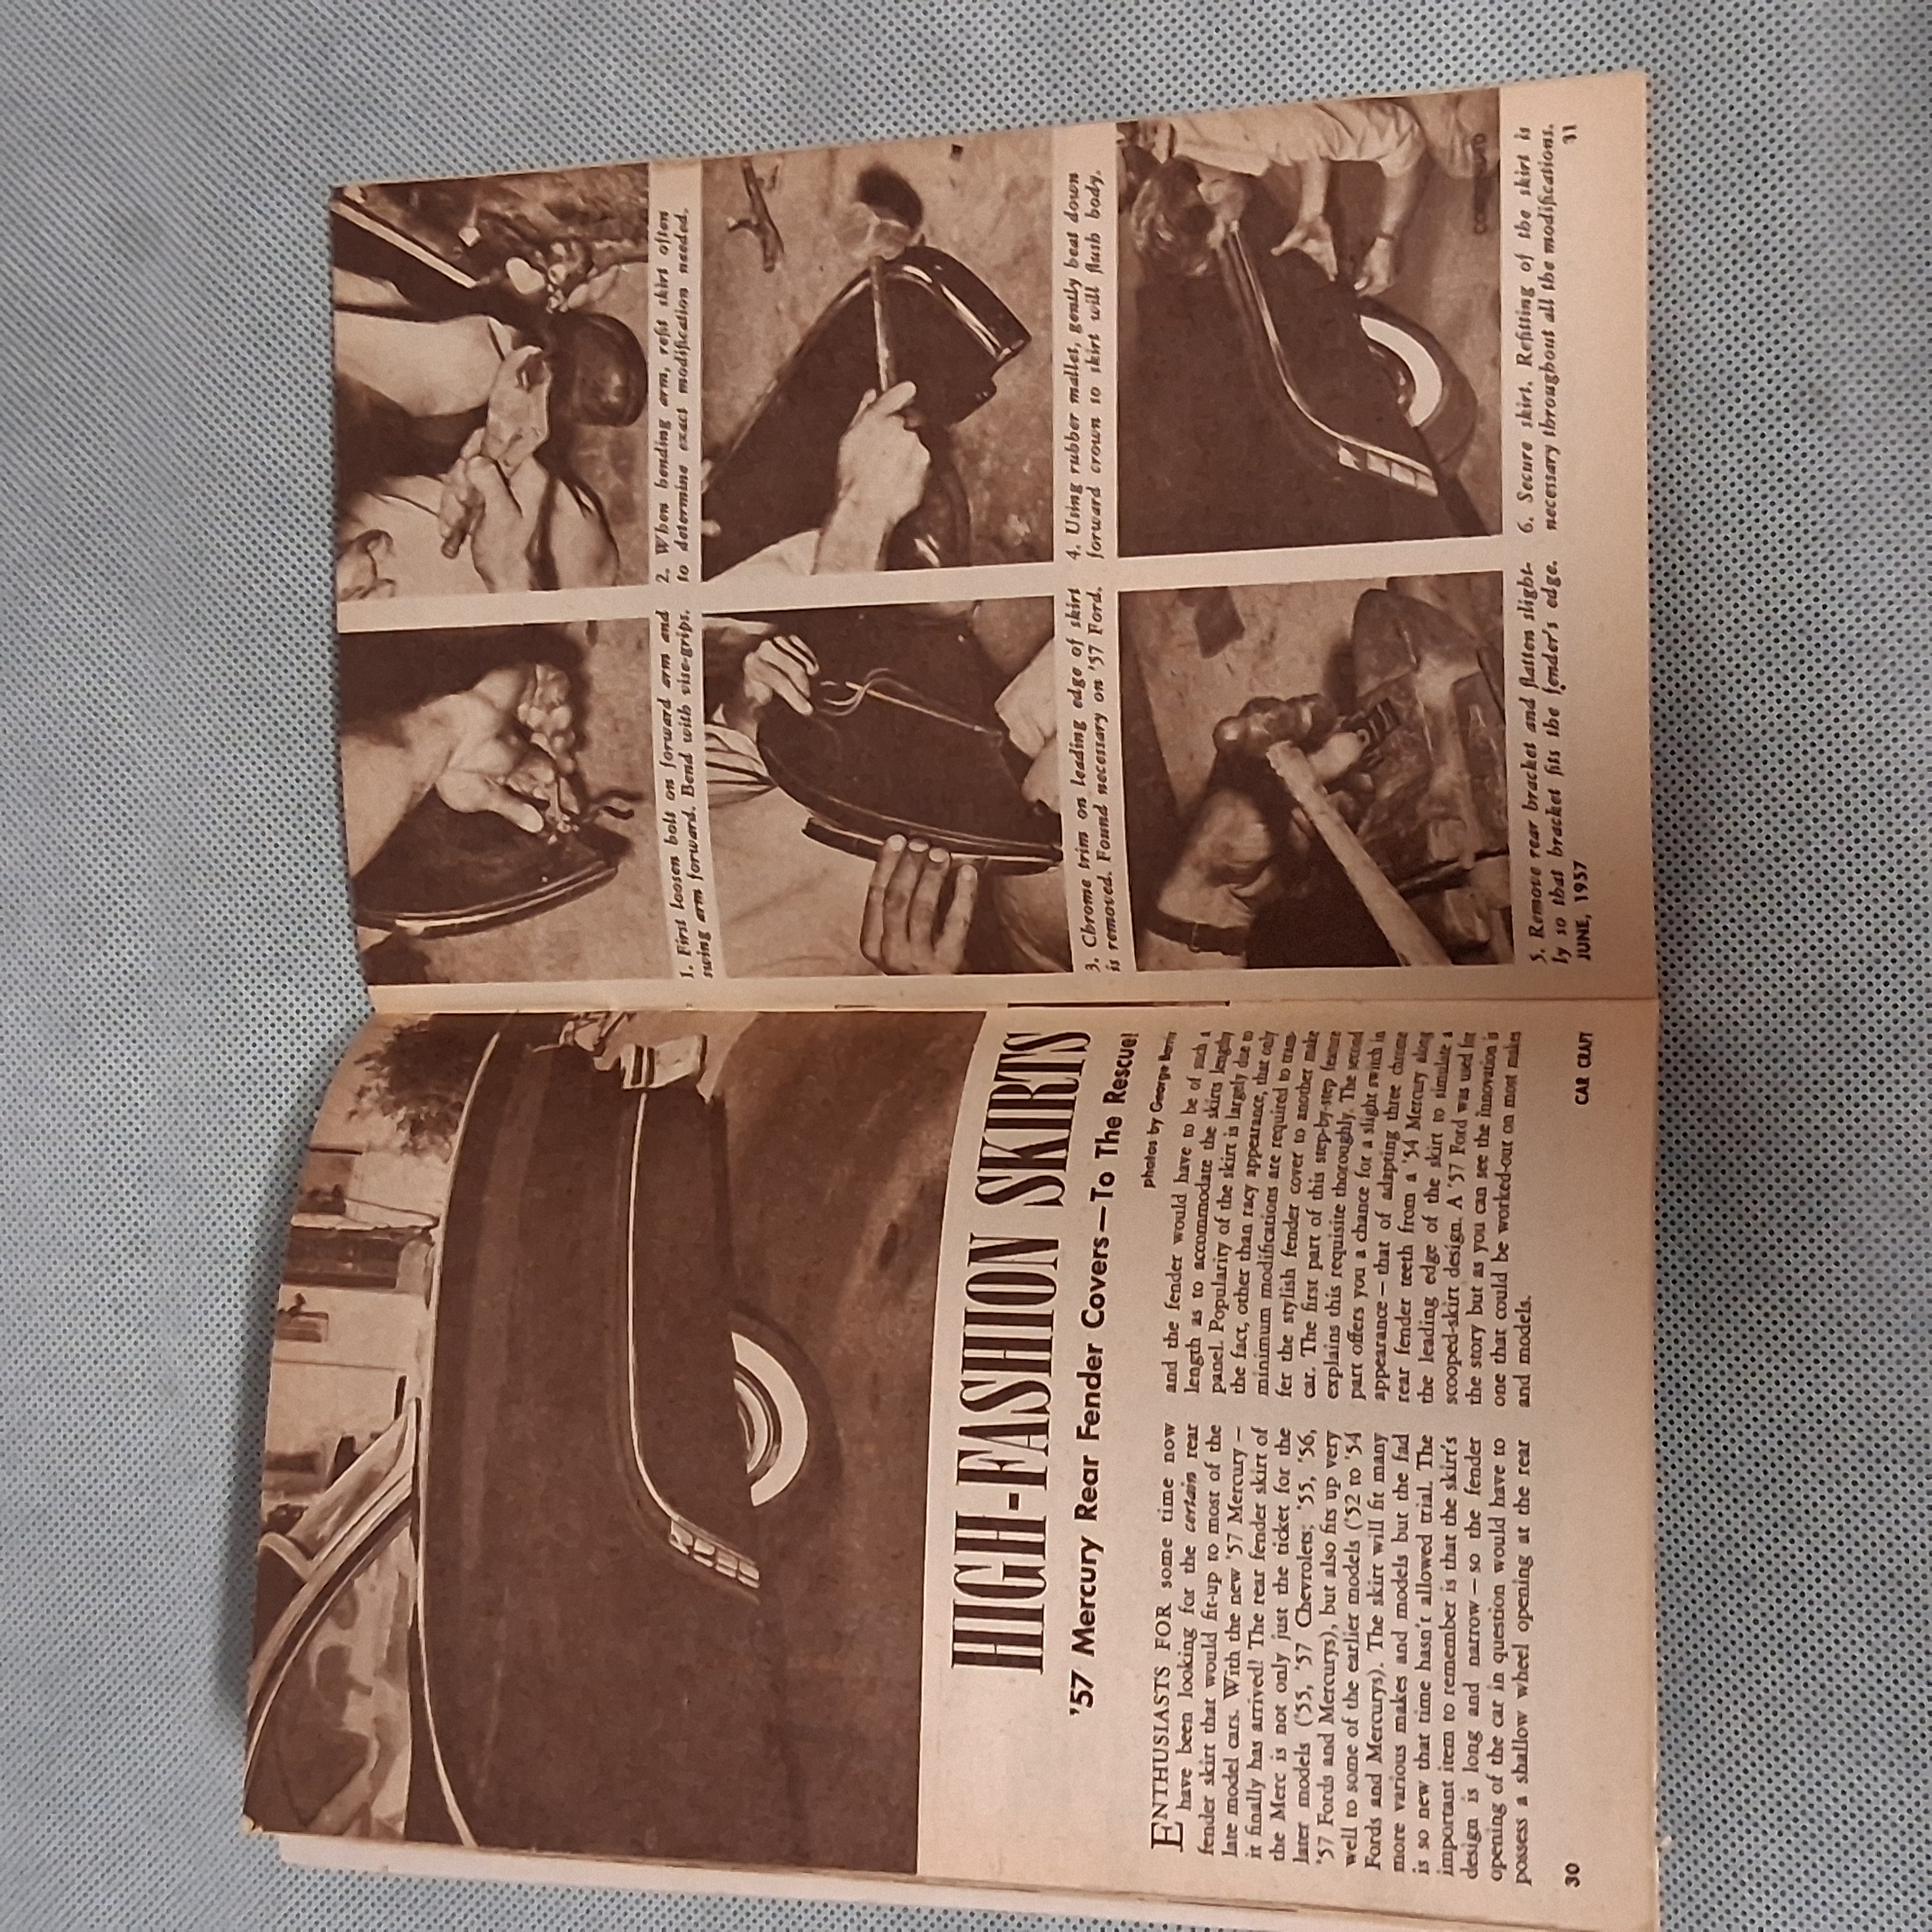 HIGH-FASHION SKIRTS
'57 Mercury Rear Fender Covers—To The Rescue!
photos by George Barris
ENTHUSIASTS FOR some time now
have been looking for the certain rear
fender skirt that would fit-up to most of the
late model cars. With the new '57 Mercury —
it finally has arrived! The rear fender skirt of
the Merc is not only just the ticket for the
later models ('55, '57 Chevrolets; '55, '56,
'57 Fords and Mercurys), but also fits up very
well to some of the earlier models ('52 to '54
Fords and Mercurys). The skirt will fit many
more various makes and models but the fad
is so new that time hasn't allowed trial. The
important item to remember is that the skirt's
design is long and narrow — so the fender
opening of the car in question would have to
possess a shallow wheel opening at the rear
and the fender would have to be of such a
length as to accommodate the skirts lengthy
panel. Popularity of the skirt is largely due to
the fact, other than racy appearance, that only
minimum modifications are required to trans-
fer the stylish fender cover to another make
car. The first part of this step-by-step feature
explains this requisite thoroughly. The second
part offers you a chance for a slight switch in
appearance — that of adapting three chrome
rear fender teeth from a '54 Mercury along
the leading edge of the skirt to simulate a
scooped-skirt design. A '57 Ford was used for
the story but as you can see the innovation is
one that could be worked-out on most makes
and models.
30
CAR CRAFT
1. First loosen bolt on forward arm and
swing arm forward. Bend with vise-grips.
2. When bending arm, refit skirt often
to determine exact modification needed.
3. Chrome trim on leading edge of skirt
is removed. Found necessary on '57 Ford.
4. Using rubber mallet, gently beat down
forward crown so skirt will flush body.
5. Remove rear bracket and flatten slight-
ly so that bracket fits the fender's edge.
6. Secure skirt. Refitting of the skirt is
necessary throughout all the modifications.
JUNE, 1957
31